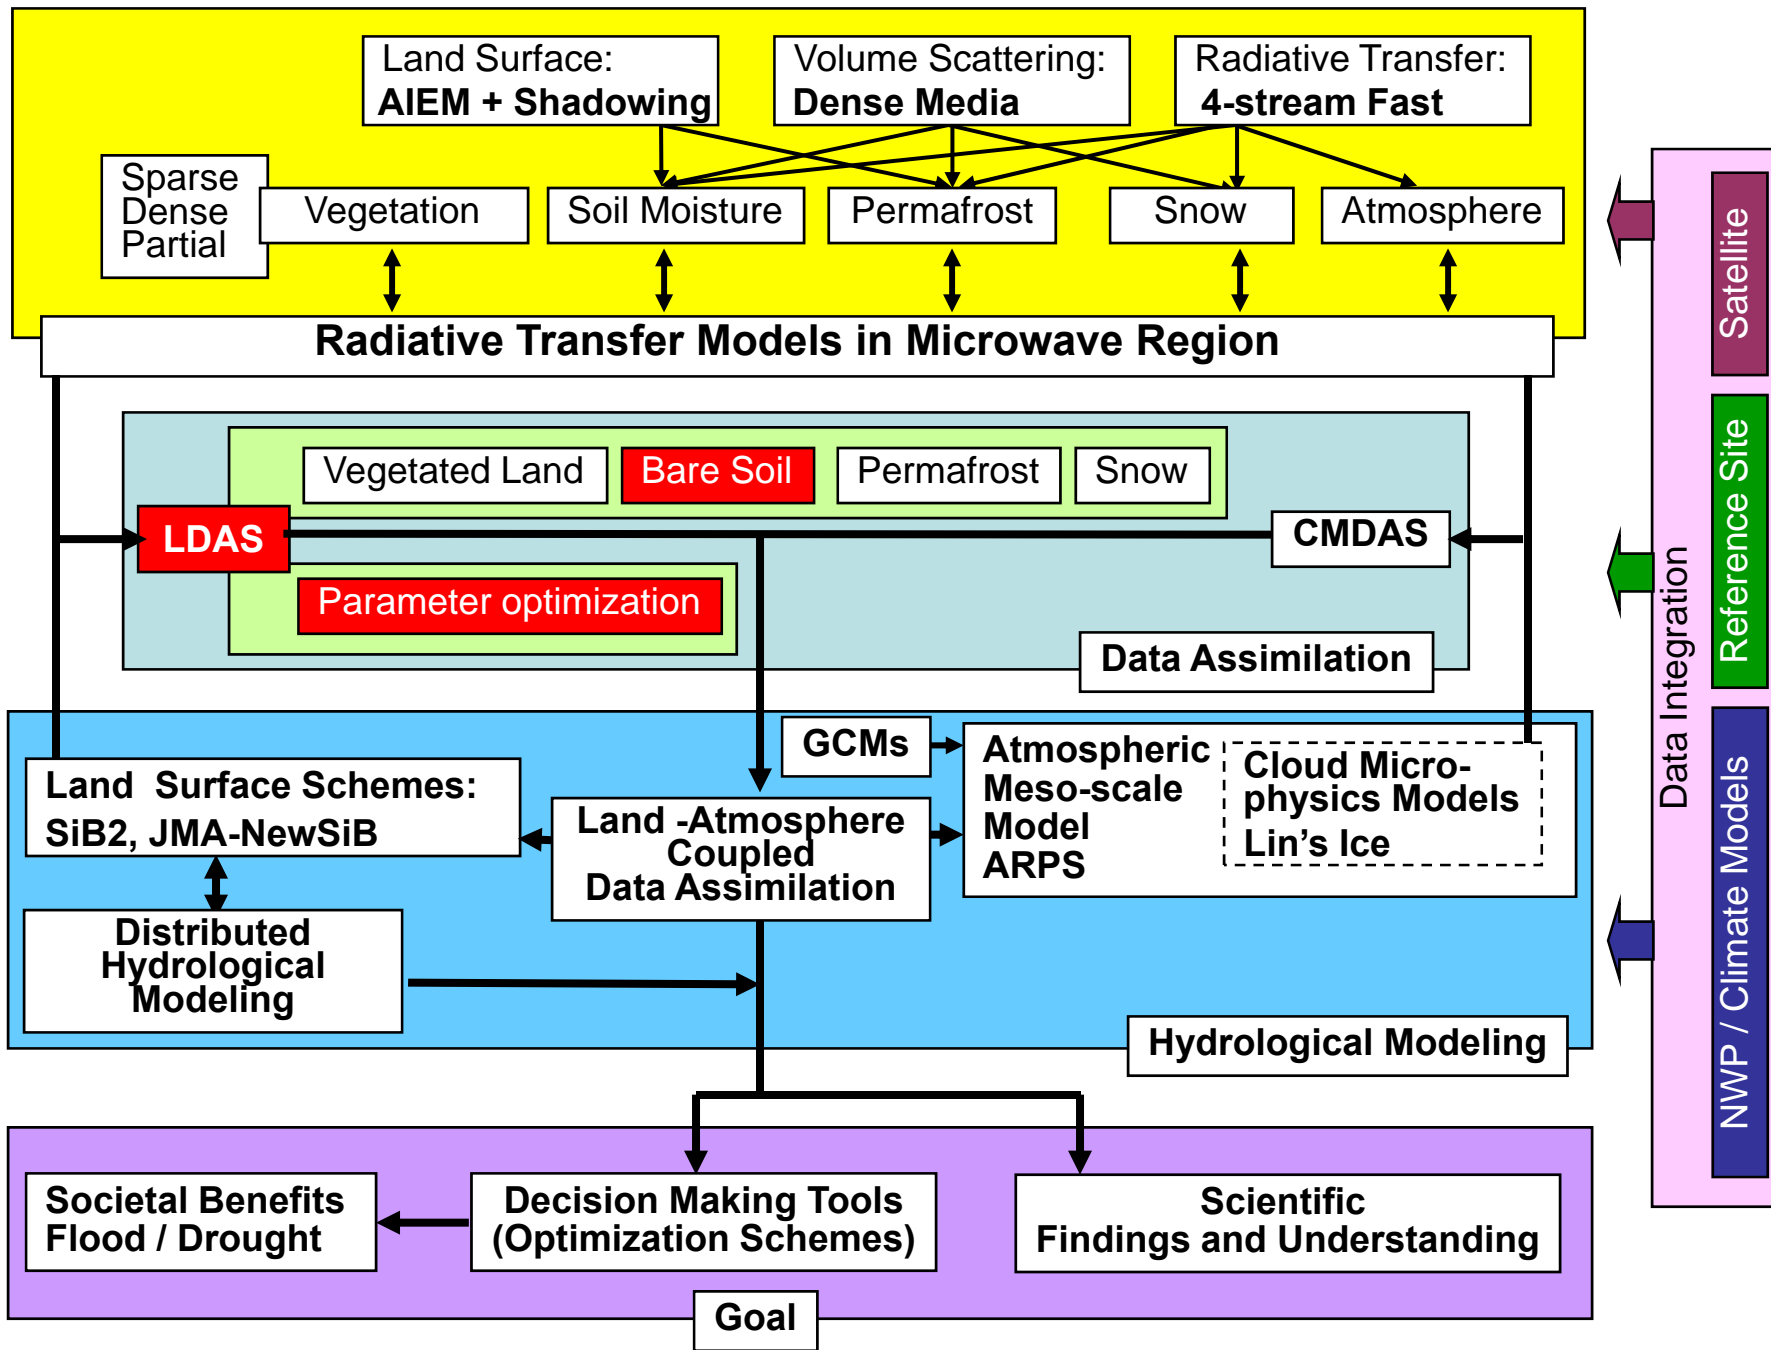 Land Surface:
AIEM + Shadowing
Volume Scattering:
Dense Media
Radiative Transfer:
4-stream Fast
Sparse
Dense
Partial
Vegetation
Soil Moisture
Permafrost
Snow
Atmosphere
Radiative Transfer Models in Microwave Region
Vegetated Land
Bare Soil
Permafrost
Snow
LDAS
CMDAS
Parameter optimization
Data Assimilation
GCMs
Atmospheric
Meso-scale
Model
ARPS
Cloud Micro-
physics Models
Lin’s Ice
Land Surface Schemes:
SiB2, JMA-NewSiB
Land -Atmosphere
Coupled
Data Assimilation
Distributed
Hydrological
Modeling
Hydrological Modeling
Societal Benefits
Flood / Drought
Decision Making Tools
(Optimization Schemes)
Scientific
Findings and Understanding
Goal
Data Integration
Satellite
Reference Site
NWP / Climate Models